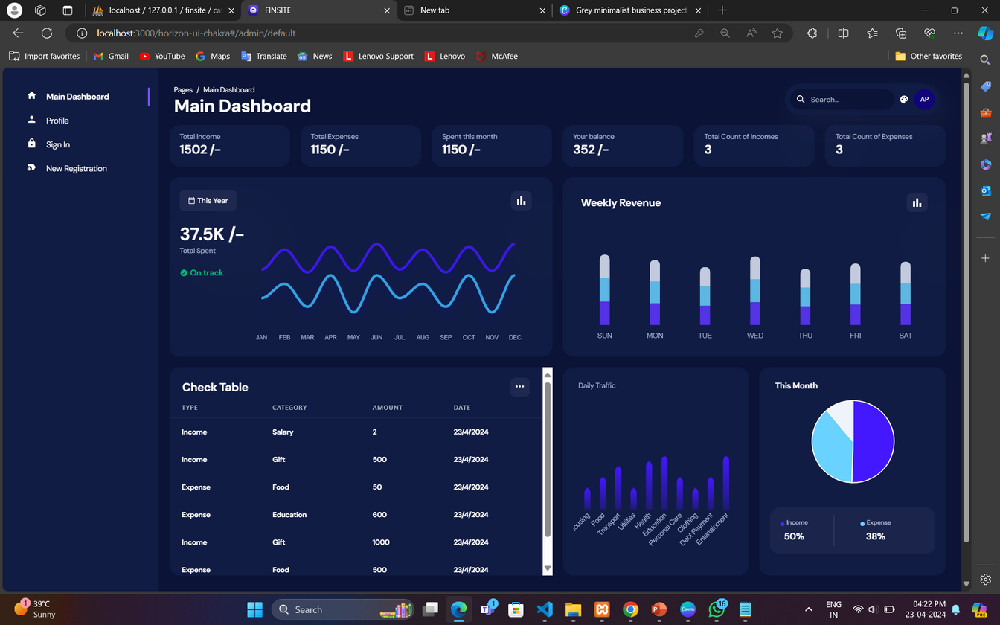 localhost / 127.0.0.1 / finsite / cat
FINSITE
New tab
Grey minimalist business project
localhost:3000/horizon-ui-chakra#/admin/default
Import favorites
Gmail
YouTube
Maps
Translate
News
Lenovo Support
Lenovo
McAfee
Other favorites
Main Dashboard
Profile
Sign In
New Registration
Pages / Main Dashboard
Main Dashboard
Search...
AP
Total Income
1502 /-
Total Expenses
1150 /-
Spent this month
1150 /-
Your balance
352 /-
Total Count of Incomes
3
Total Count of Expenses
3
This Year
37.5K /-
Total Spent
On track
JAN FEB MAR APR MAY JUN JUL AUG SEP OCT NOV DEC
Weekly Revenue
SUN MON TUE WED THU FRI SAT
Check Table
TYPE CATEGORY AMOUNT DATE
Income Salary 2 23/4/2024
Income Gift 500 23/4/2024
Expense Food 50 23/4/2024
Expense Education 600 23/4/2024
Income Gift 1000 23/4/2024
Expense Food 500 23/4/2024
Daily Traffic
ousing
Food
Transport
Utilities
Health
Education
Personal Care
Clothing
Debt Payment
Entertainment
This Month
Income
50%
Expense
38%
1
39°C
Sunny
Search
1
16
ENG
IN
04:22 PM
23-04-2024
PRE